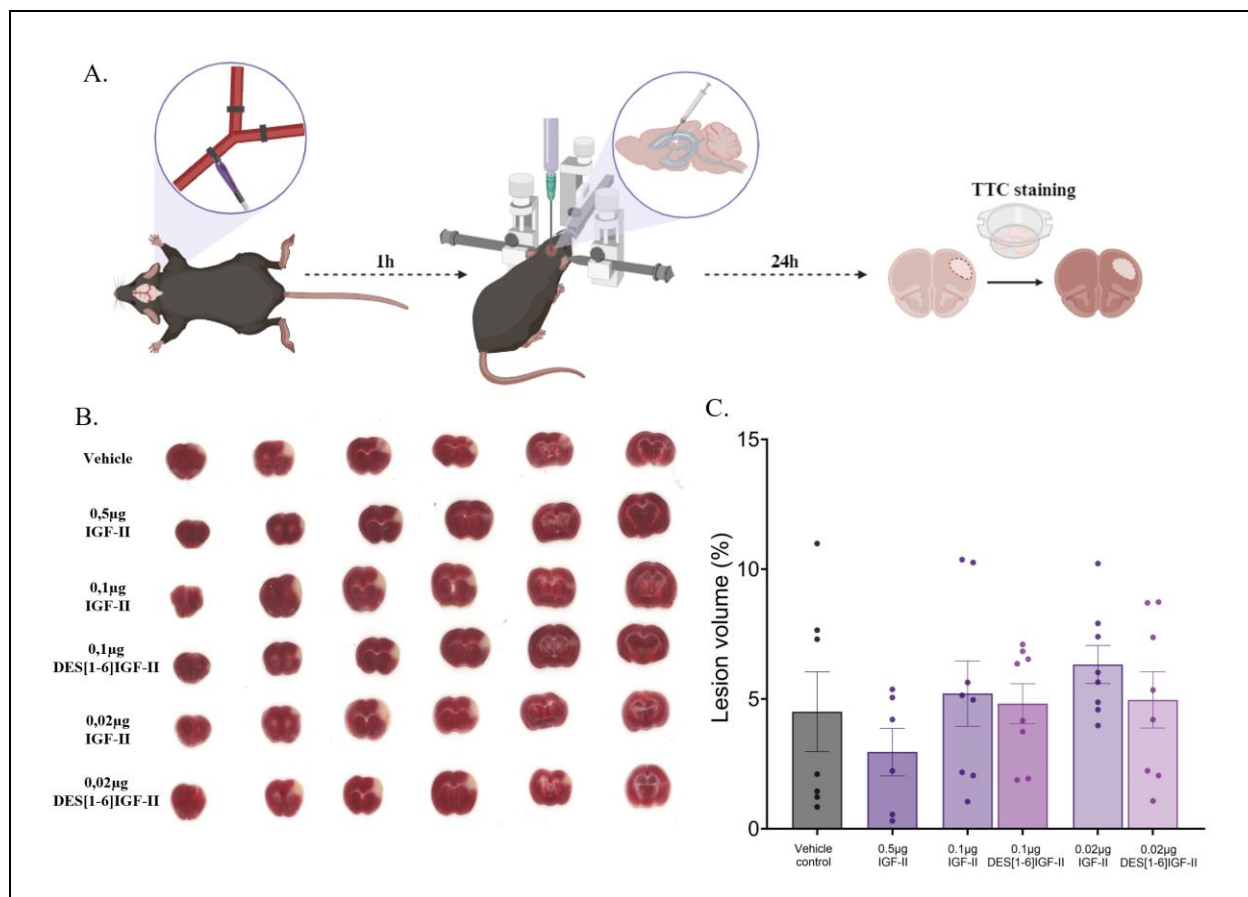 A.
1h
24h
TTC staining
B.
Vehicle
0,5µg
IGF-II
0,1µg
IGF-II
0,1µg
DES[1-6]IGF-II
0,02µg
IGF-II
0,02µg
DES[1-6]IGF-II
C.
Lesion volume (%)
15
10
5
0
Vehicle
control
0.5µg
IGF-II
0.1µg
IGF-II
0.1µg
DES[1-6]IGF-II
0.02µg
IGF-II
0.02µg
DES[1-6]IGF-II